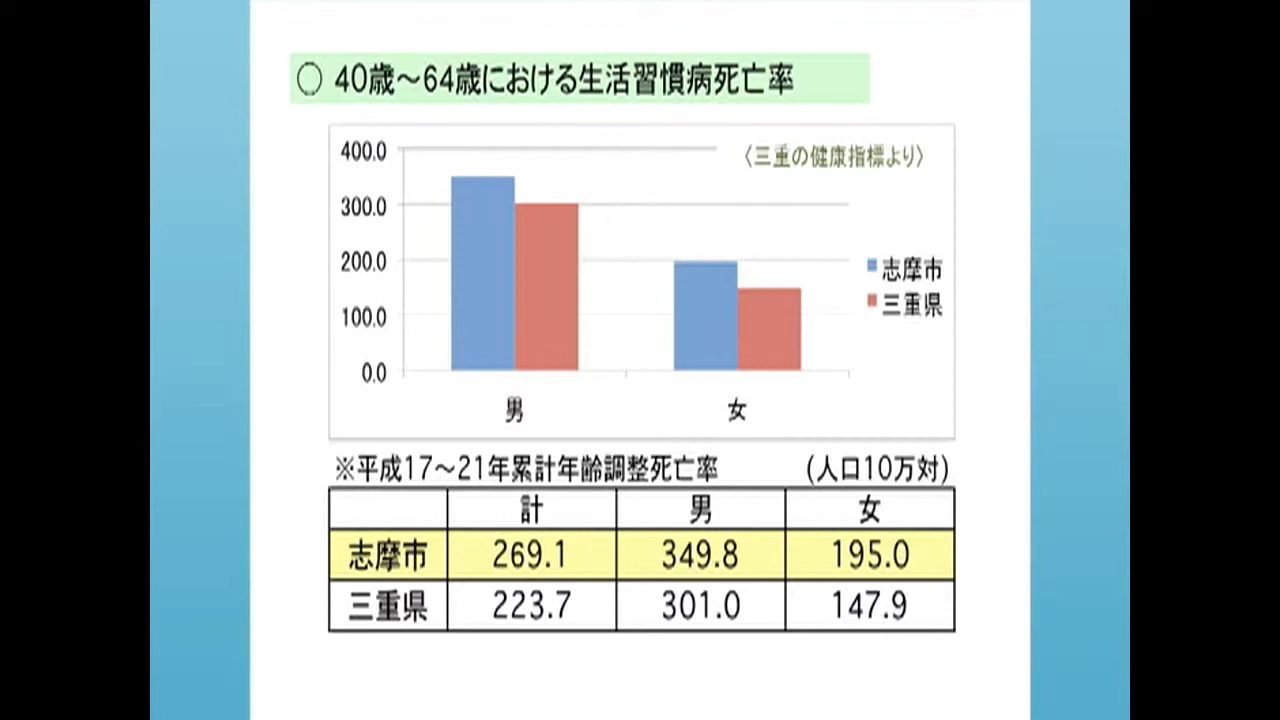 ○ 40歳～64歳における生活習慣病死亡率
〈三重の健康指標より〉
400.0
300.0
200.0
100.0
0.0
男 女
志摩市
三重県
※平成17～21年累計年齢調整死亡率 (人口10万対)
計 男 女
志摩市 269.1 349.8 195.0
三重県 223.7 301.0 147.9